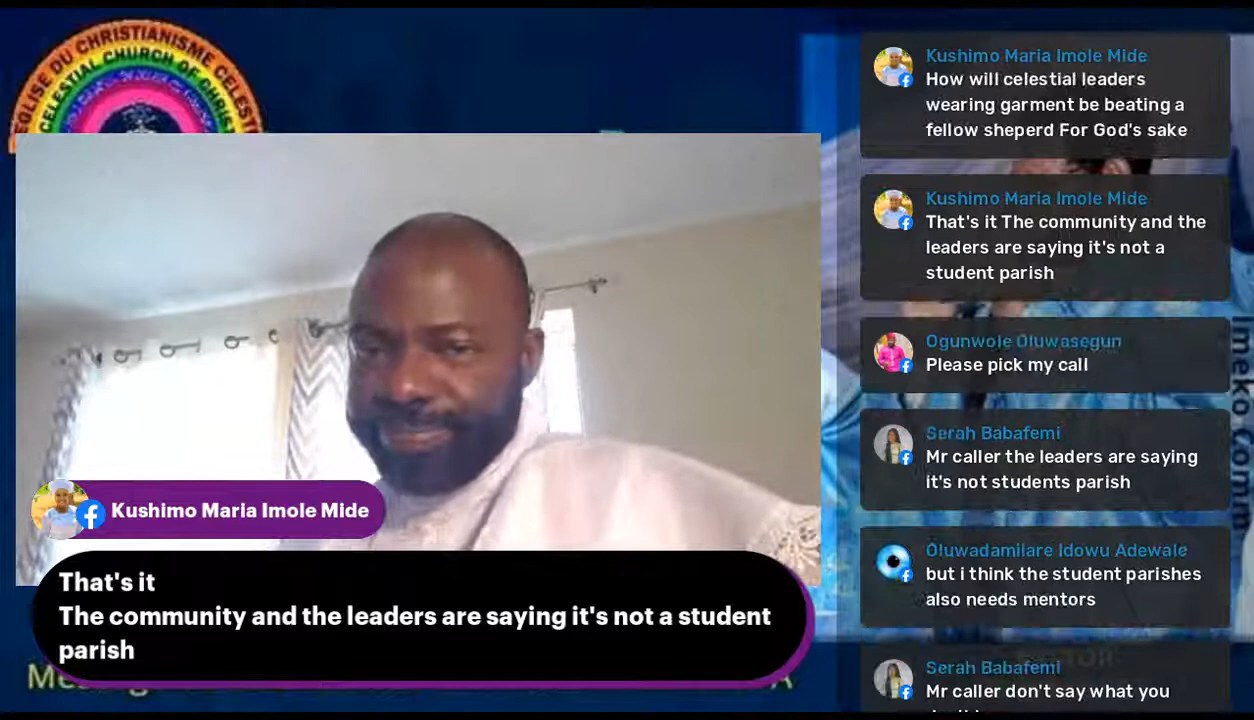 EGLISE DU CHRISTIANISME CELESTE
CELESTIAL CHURCH OF CHRIST
Kushimo Maria Imole Mide
That's it
The community and the leaders are saying it's not a student
parish
Kushimo Maria Imole Mide
How will celestial leaders
wearing garment be beating a
fellow sheperd For God's sake
Kushimo Maria Imole Mide
That's it The community and the
leaders are saying it's not a
student parish
Ogunwole Oluwasegun
Please pick my call
Serah Babafemi
Mr caller the leaders are saying
it's not students parish
Oluwadamilare Idowu Adewale
but i think the student parishes
also needs mentors
Serah Babafemi
Mr caller don't say what you
Imeko